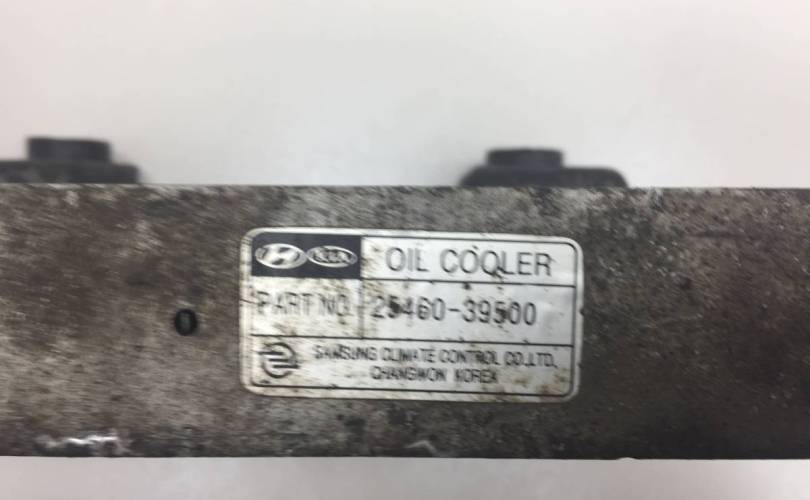 KIA OIL COOLER
PART NO. 25460-39500
SAMSUNG CLIMATE CONTROL CO.,LTD.
CHANGWON KOREA